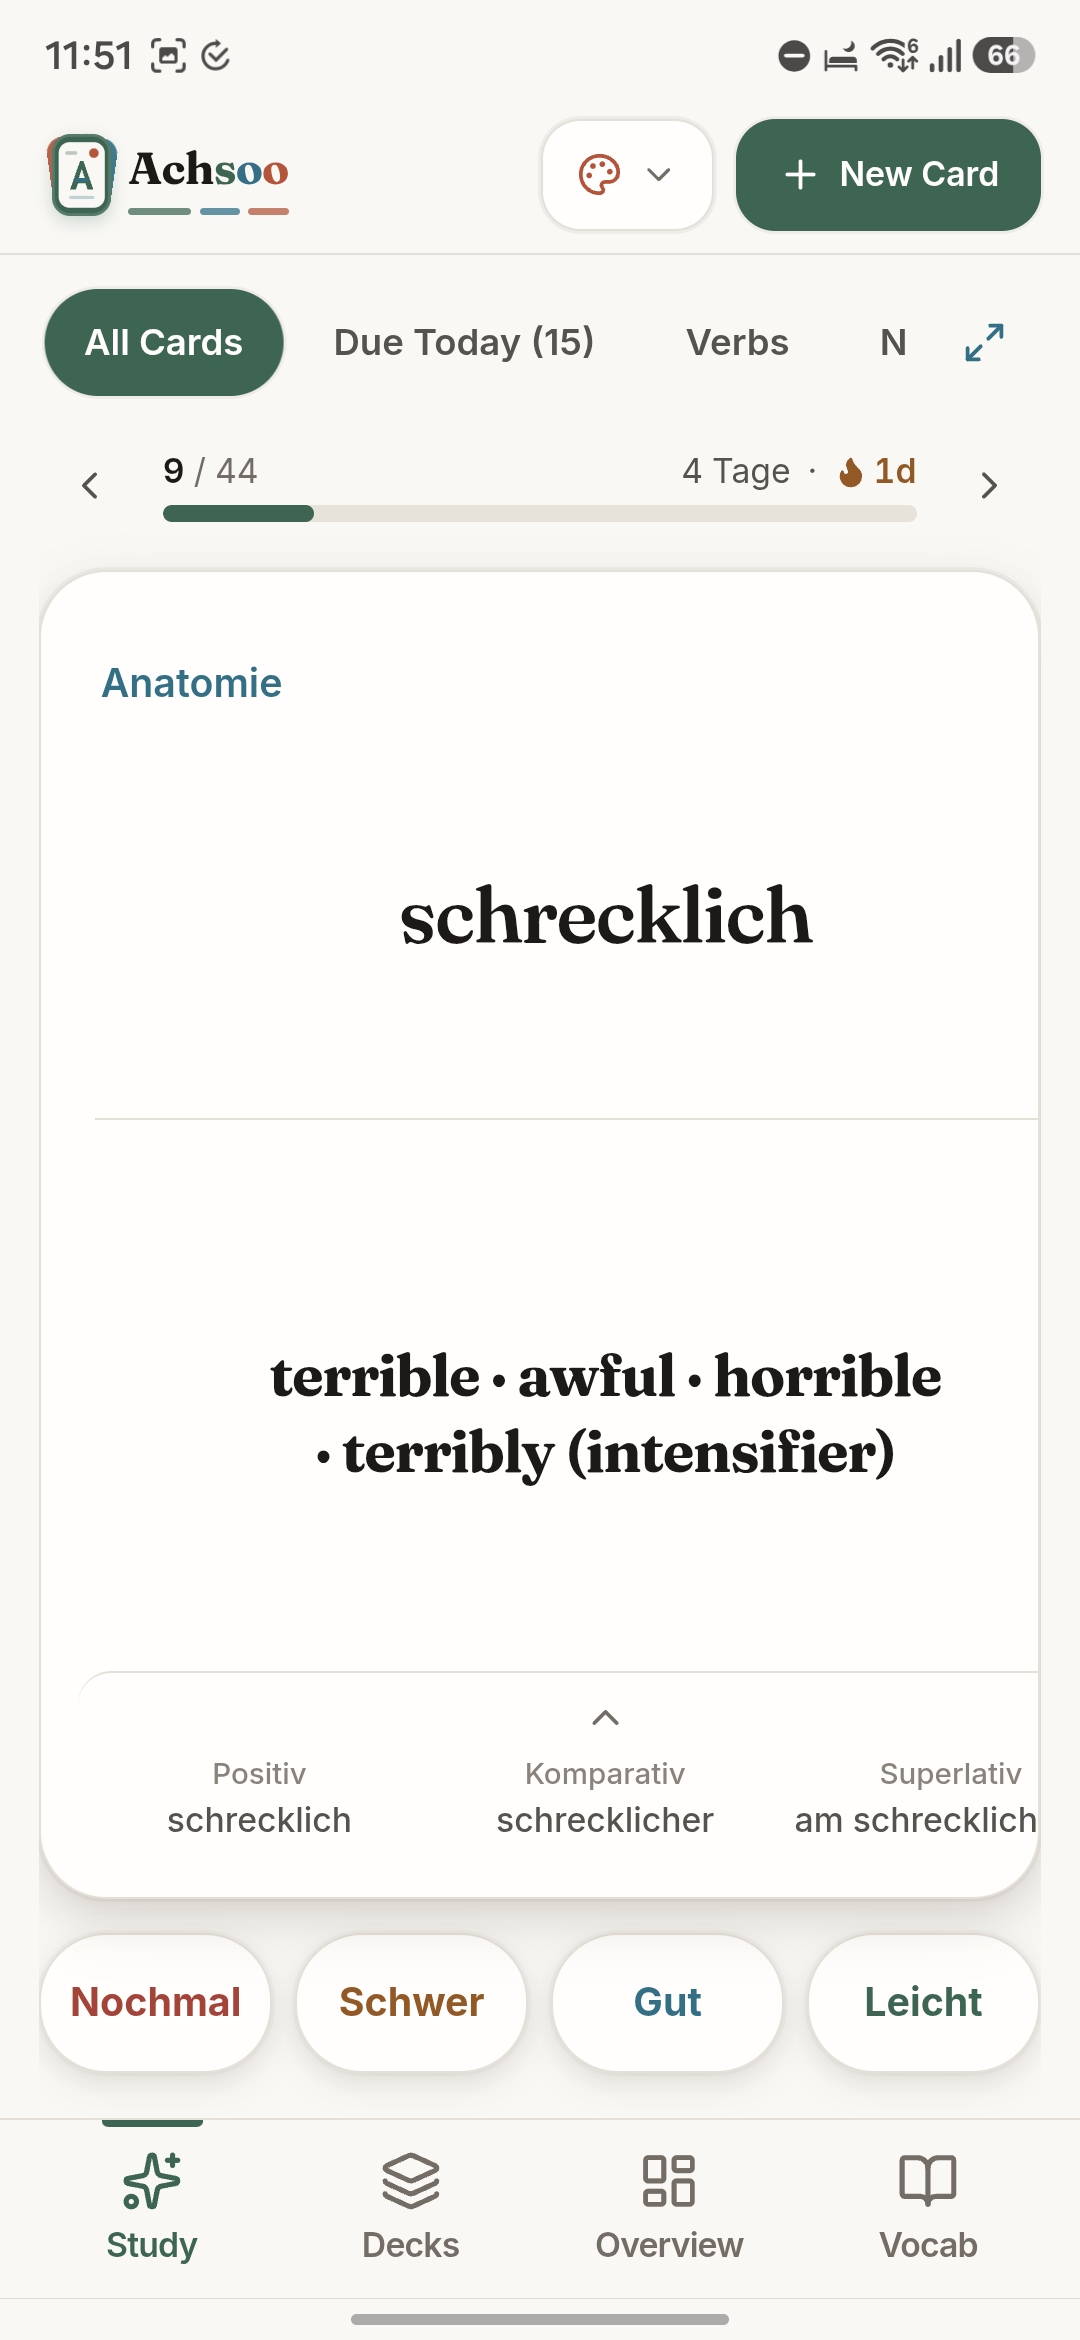 11:51
6
66
A
Achsoo
New Card
All Cards
Due Today (15)
Verbs
N
9 / 44
4 Tage · 1d
Anatomie
schrecklich
terrible · awful · horrible
· terribly (intensifier)
Positiv
Komparativ
Superlativ
schrecklich
schrecklicher
am schrecklich
Nochmal
Schwer
Gut
Leicht
Study
Decks
Overview
Vocab